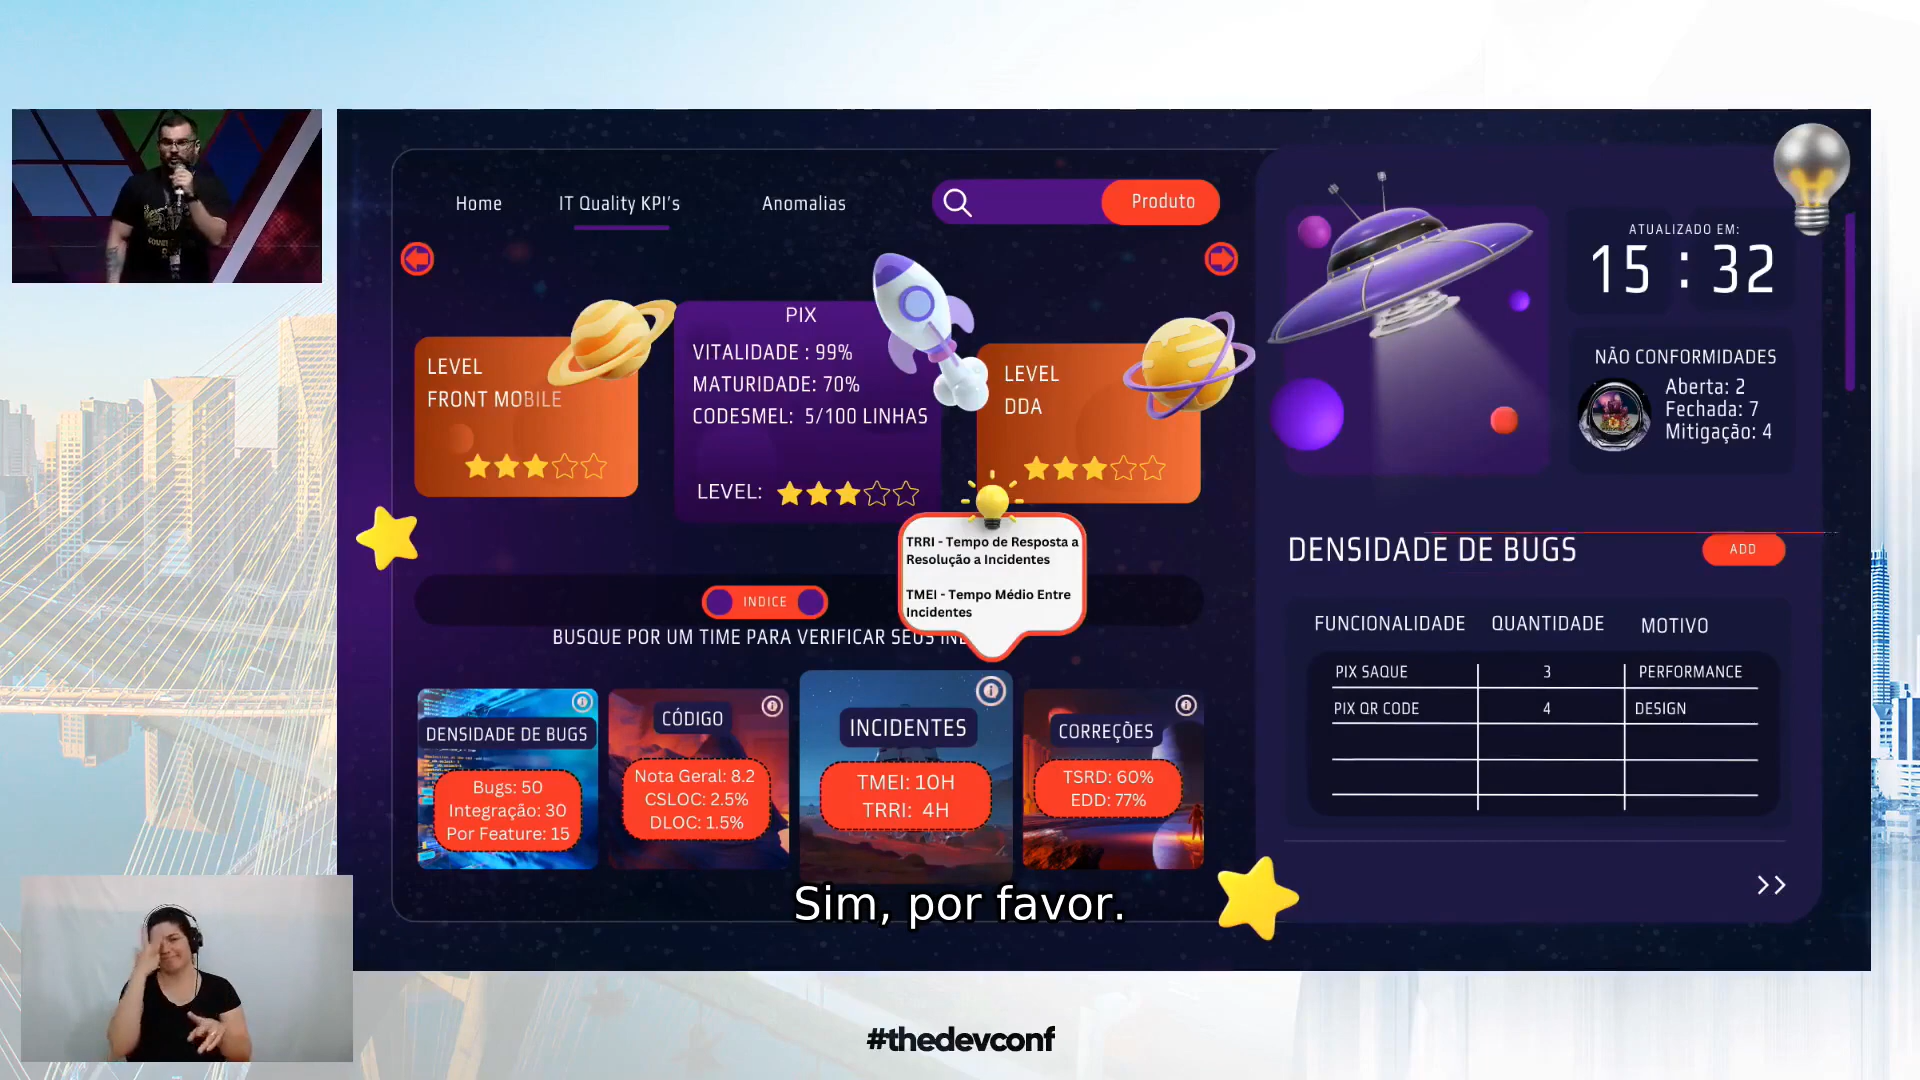 Home
IT Quality KPI's
Anomalias
Produto
LEVEL
FRONT MOBILE
PIX
VITALIDADE : 99%
MATURIDADE: 70%
CODESMEL: 5/100 LINHAS
LEVEL:
LEVEL
DDA
TRRI - Tempo de Resposta a
Resolução a Incidentes
TMEI - Tempo Médio Entre
Incidentes
INDICE
BUSQUE POR UM TIME PARA VERIFICAR SEUS
DENSIDADE DE BUGS
Bugs: 50
Integração: 30
Por Feature: 15
CÓDIGO
Nota Geral: 8.2
CSLOC: 2.5%
DLOC: 1.5%
INCIDENTES
TMEI: 10H
TRRI: 4H
CORREÇÕES
TSRD: 60%
EDD: 77%
ATUALIZADO EM:
15 : 32
NÃO CONFORMIDADES
Aberta: 2
Fechada: 7
Mitigação: 4
DENSIDADE DE BUGS
ADD
FUNCIONALIDADE QUANTIDADE MOTIVO
PIX SAQUE 3 PERFORMANCE
PIX QR CODE 4 DESIGN
>>
Sim, por favor.
#thedevconf